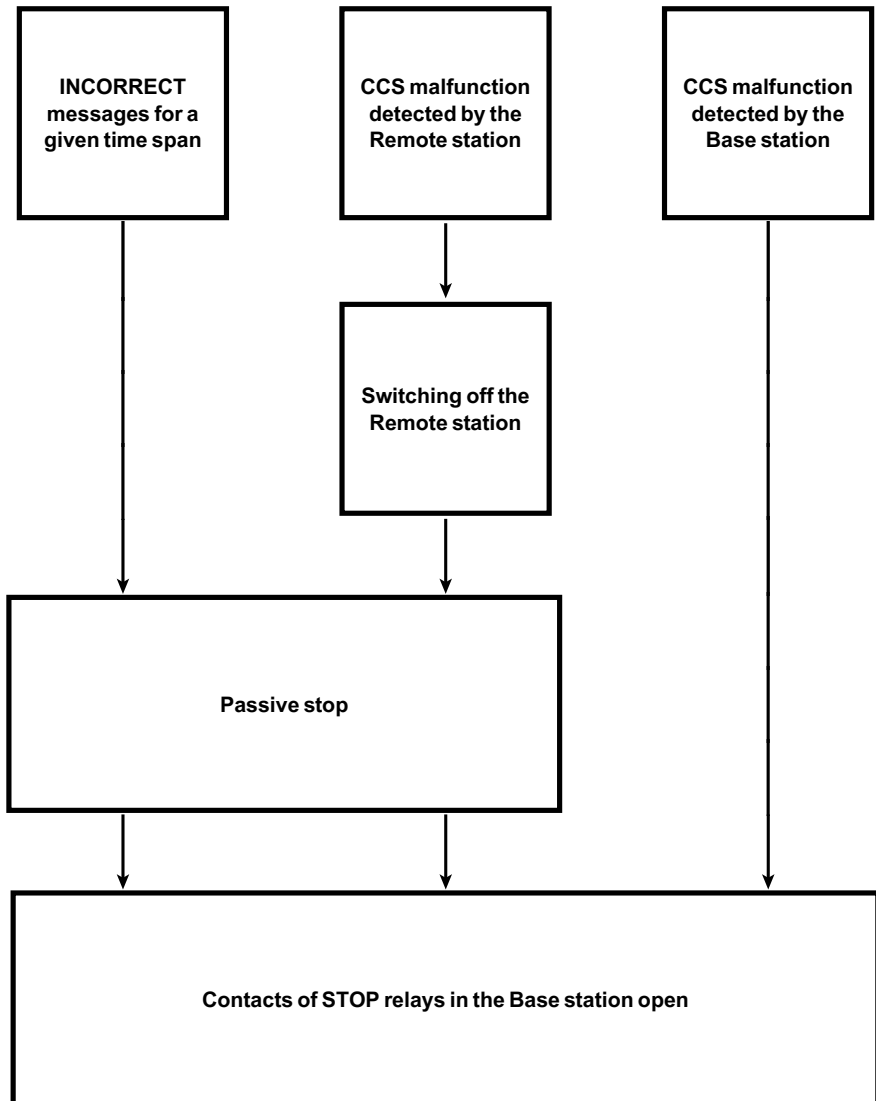 INCORRECT
messages for a
given time span
CCS malfunction
detected by the
Remote station
CCS malfunction
detected by the
Base station
Switching off the
Remote station
Passive stop
Contacts of STOP relays in the Base station open